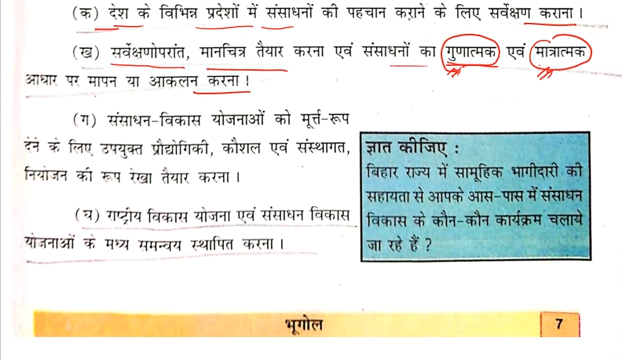 (क) देश के विभिन्न प्रदेशों में संसाधनों की पहचान कराने के लिए सर्वेक्षण कराना।
(ख) सर्वेक्षणोपरांत, मानचित्र तैयार करना एवं संसाधनों का गुणात्मक एवं मात्रात्मक
आधार पर मापन या आकलन करना।
(ग) संसाधन-विकास योजनाओं को मूर्त्त-रूप
देने के लिए उपयुक्त प्रौद्योगिकी, कौशल एवं संस्थागत,
नियोजन की रूप रेखा तैयार करना।
(घ) राष्ट्रीय विकास योजना एवं संसाधन विकास
योजनाओं के मध्य समन्वय स्थापित करना।
ज्ञात कीजिए :
बिहार राज्य में सामूहिक भागीदारी की
सहायता से आपके आस-पास में संसाधन
विकास के कौन-कौन कार्यक्रम चलाये
जा रहे हैं ?
भूगोल
7